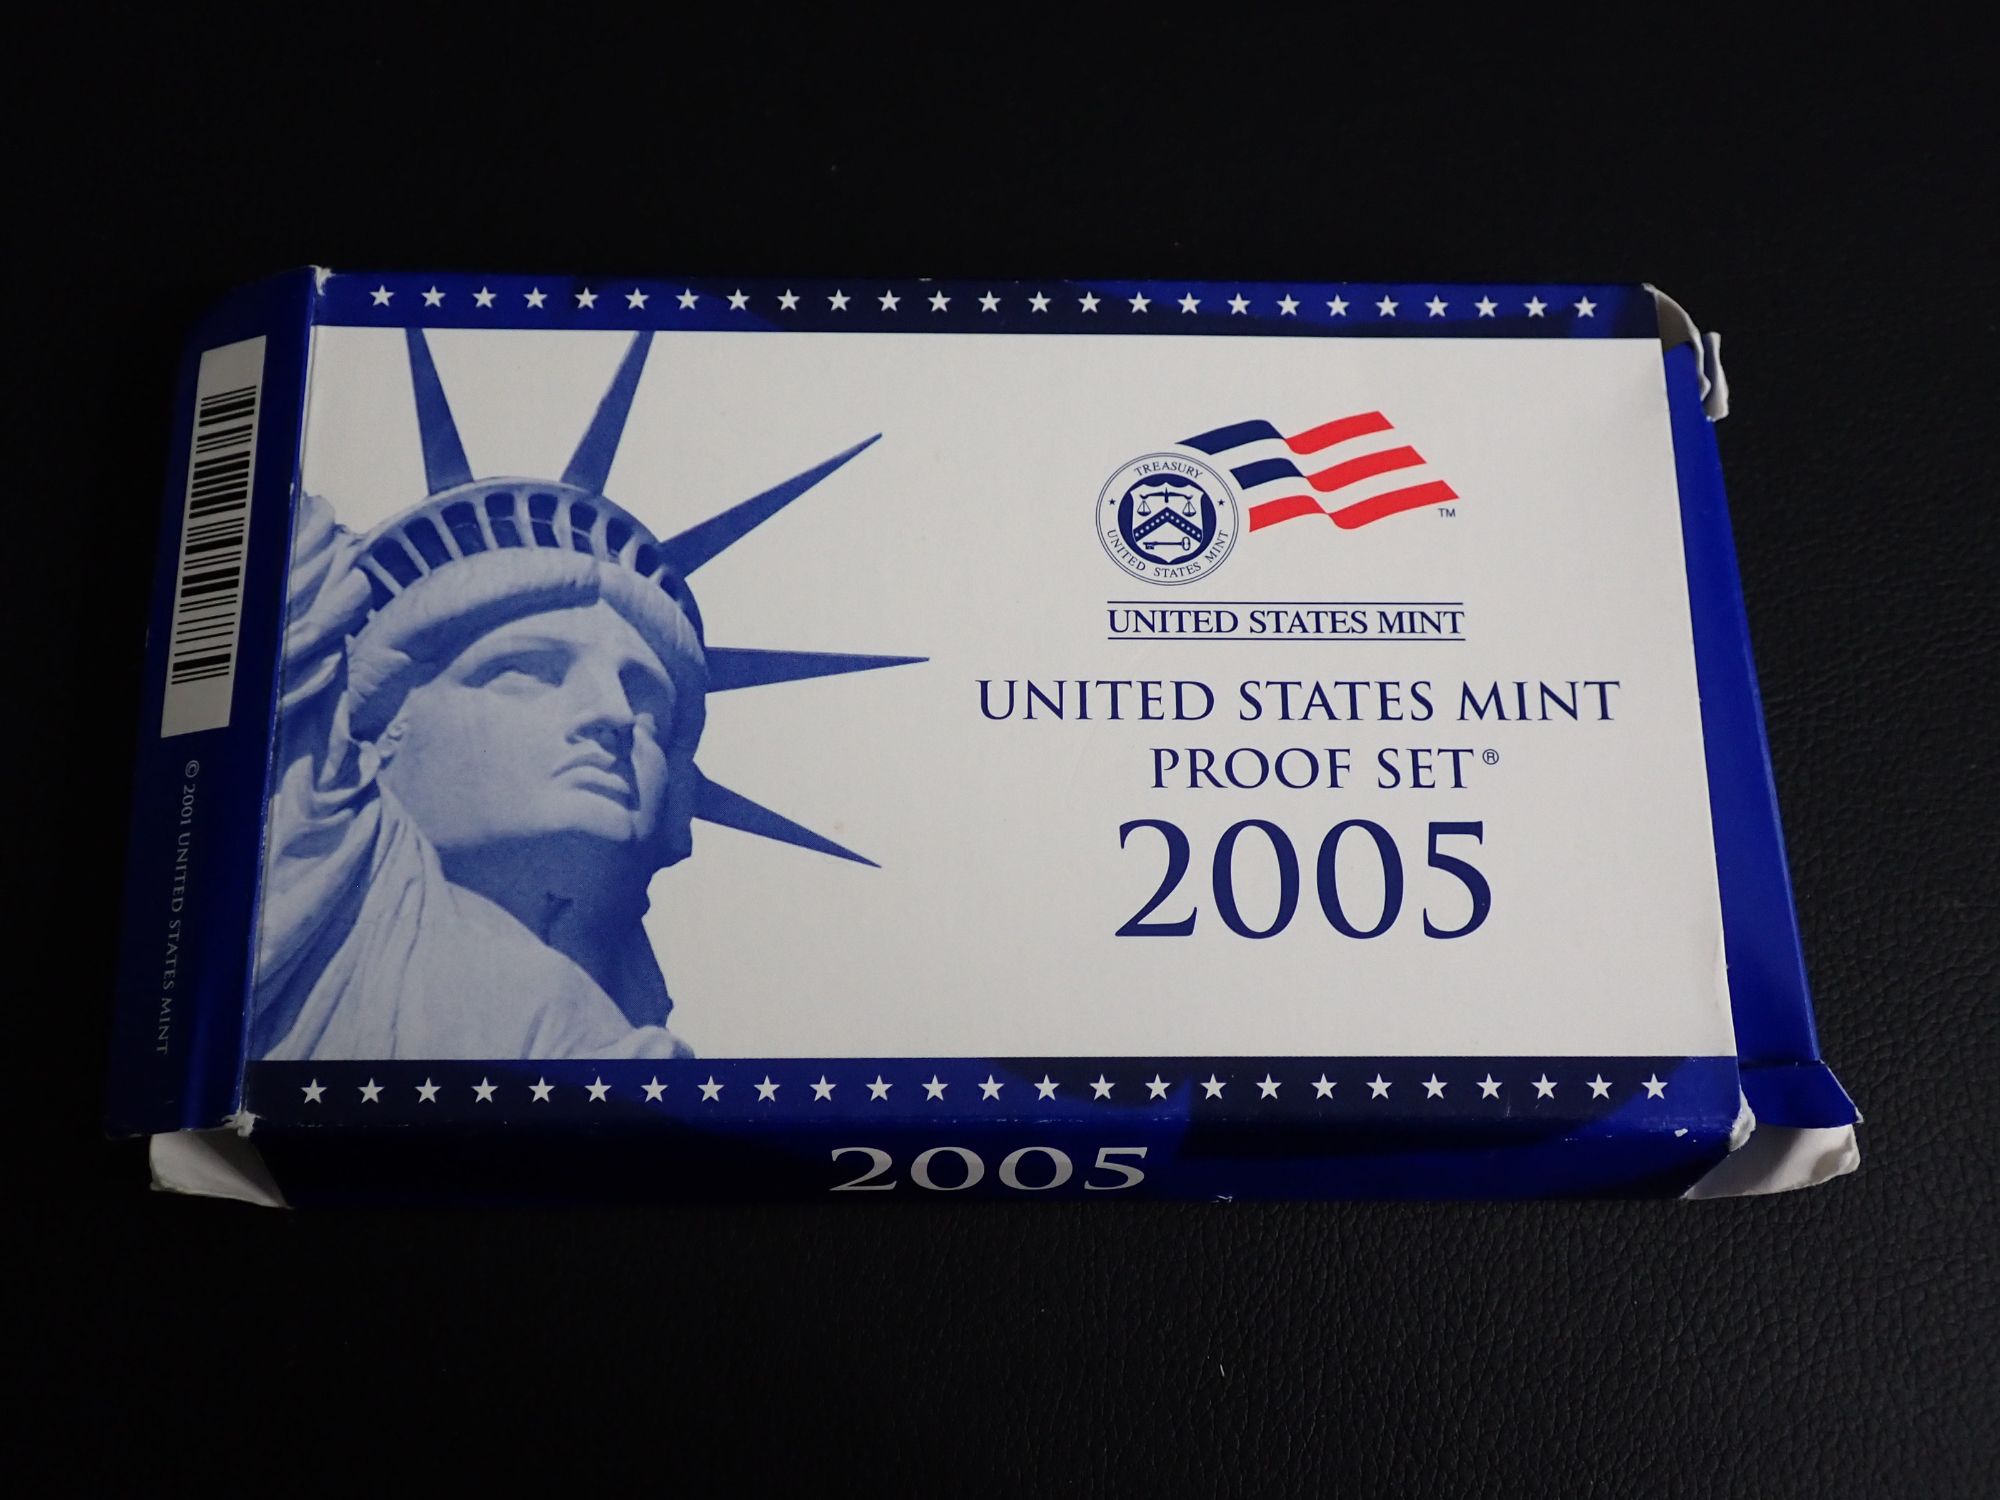 TREASURY
UNITED STATES MINT
TM
UNITED STATES MINT
UNITED STATES MINT
PROOF SET®
2005
2005
© 2001 UNITED STATES MINT